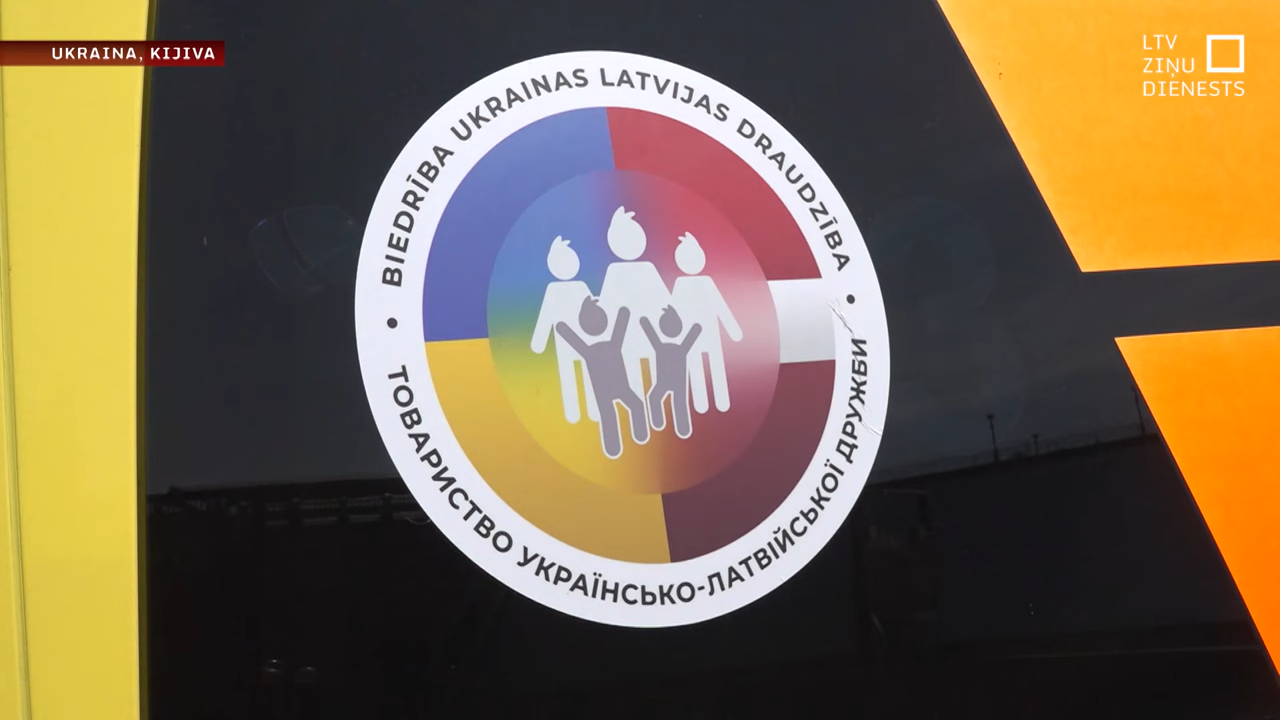 UKRAINA, KIJIVA
LTV
ZIŅU
DIENESTS
• BIEDRĪBA UKRAINAS LATVIJAS DRAUDZĪBA •
ТОВАРИСТВО УКРАЇНСЬКО-ЛАТВІЙСЬКОЇ ДРУЖБИ